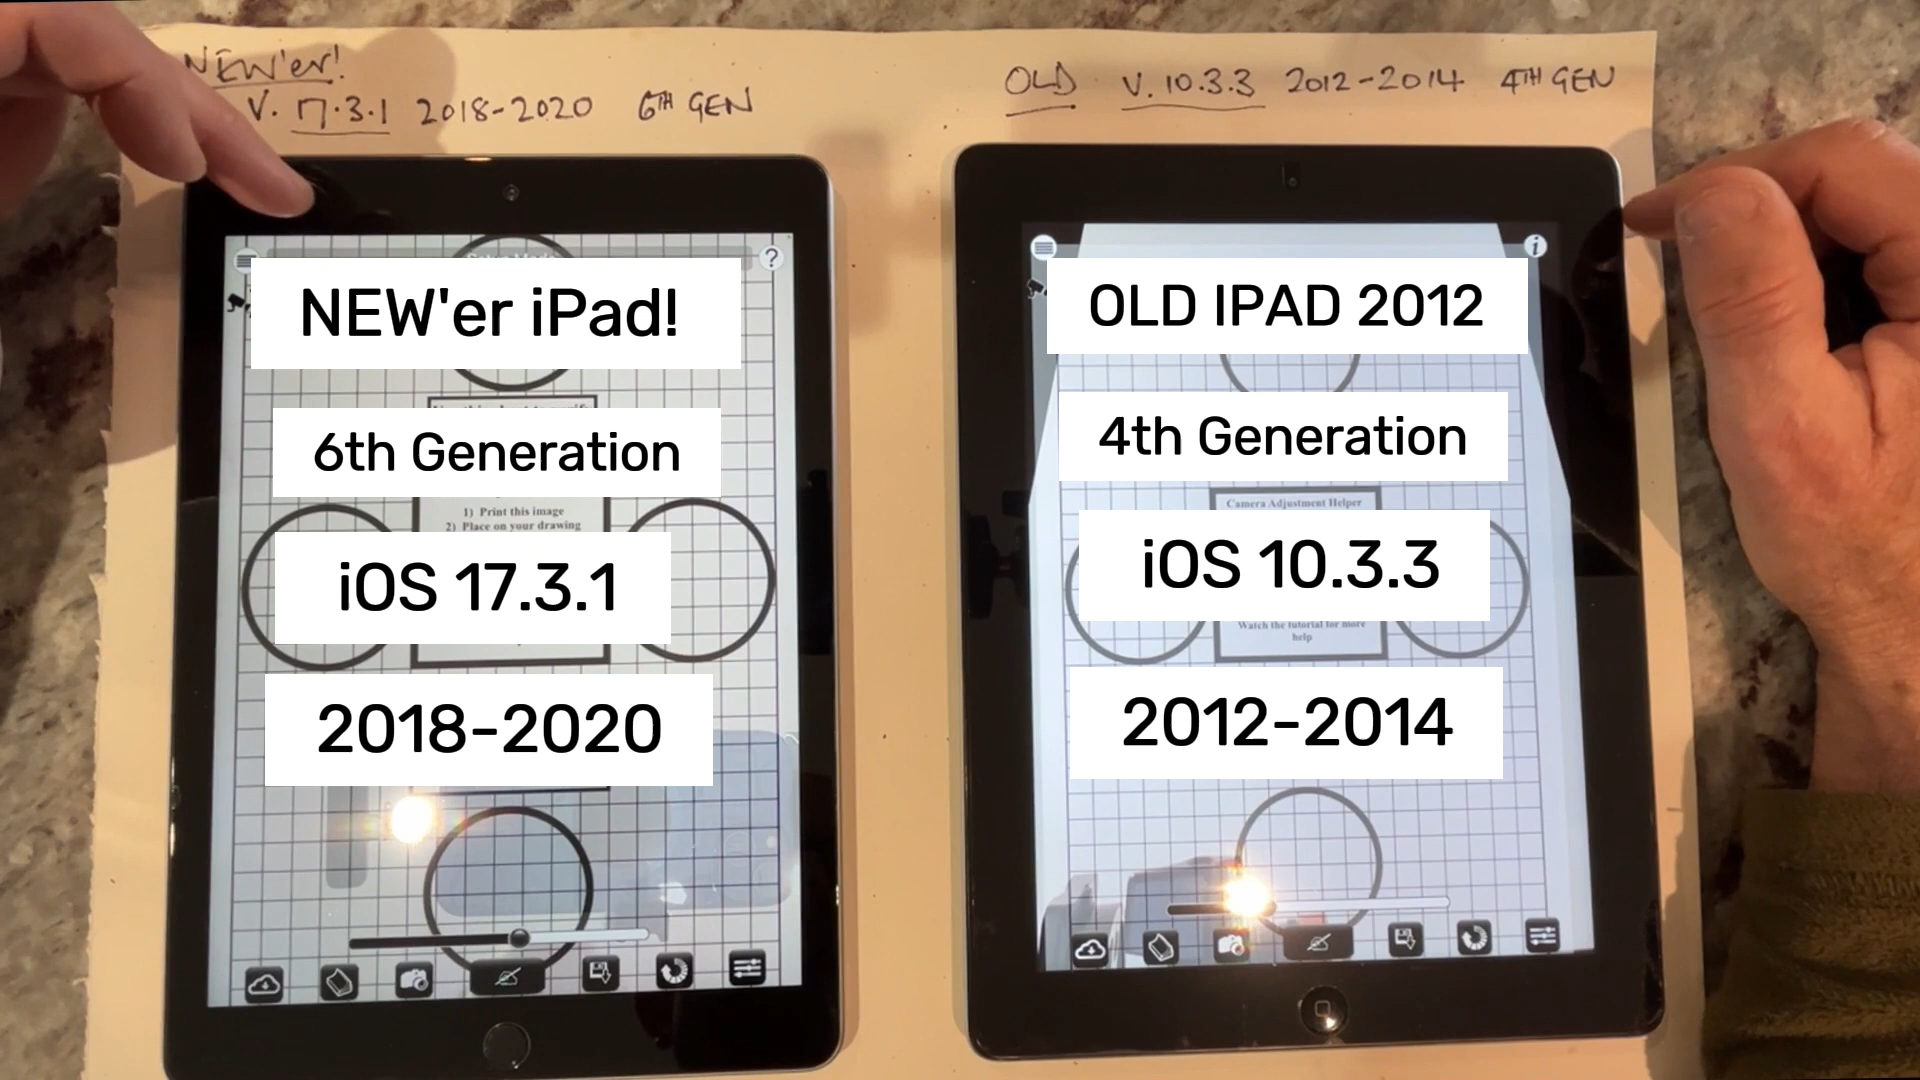 NEW'er!
V. 17.3.1 2018-2020 6TH GEN
OLD V. 10.3.3 2012-2014 4TH GEN
?
NEW'er iPad!
6th Generation
1) Print this image
2) Place on your drawing
iOS 17.3.1
2018-2020
i
OLD IPAD 2012
4th Generation
Camera Adjustment Helper
iOS 10.3.3
Watch the tutorial for more
help
2012-2014